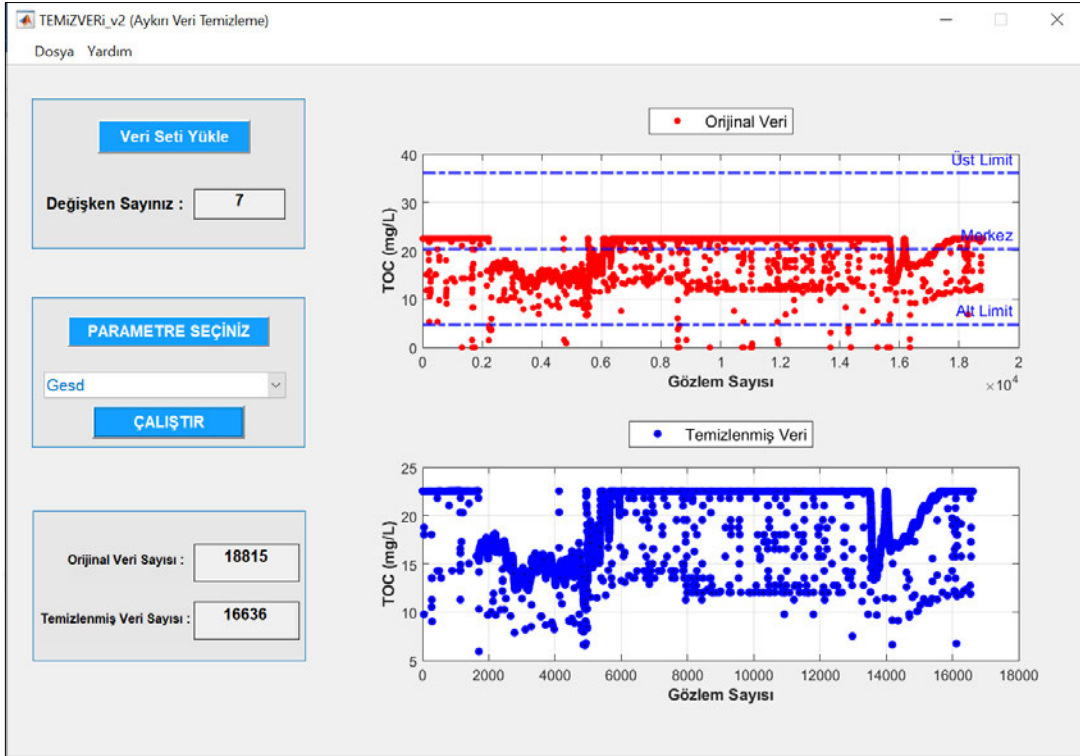 TEMiZVERi_v2 (Aykırı Veri Temizleme)
Dosya Yardım
Veri Seti Yükle
Değişken Sayınız : 7
PARAMETRE SEÇİNİZ
Gesd
ÇALIŞTIR
Orijinal Veri Sayısı : 18815
Temizlenmiş Veri Sayısı : 16636
Orijinal Veri
40
30
20
10
0
TOC (mg/L)
Üst Limit
Merkez
Alt Limit
0 0.2 0.4 0.6 0.8 1 1.2 1.4 1.6 1.8 2
Gözlem Sayısı
×10^4
Temizlenmiş Veri
25
20
15
10
5
TOC (mg/L)
0 2000 4000 6000 8000 10000 12000 14000 16000 18000
Gözlem Sayısı